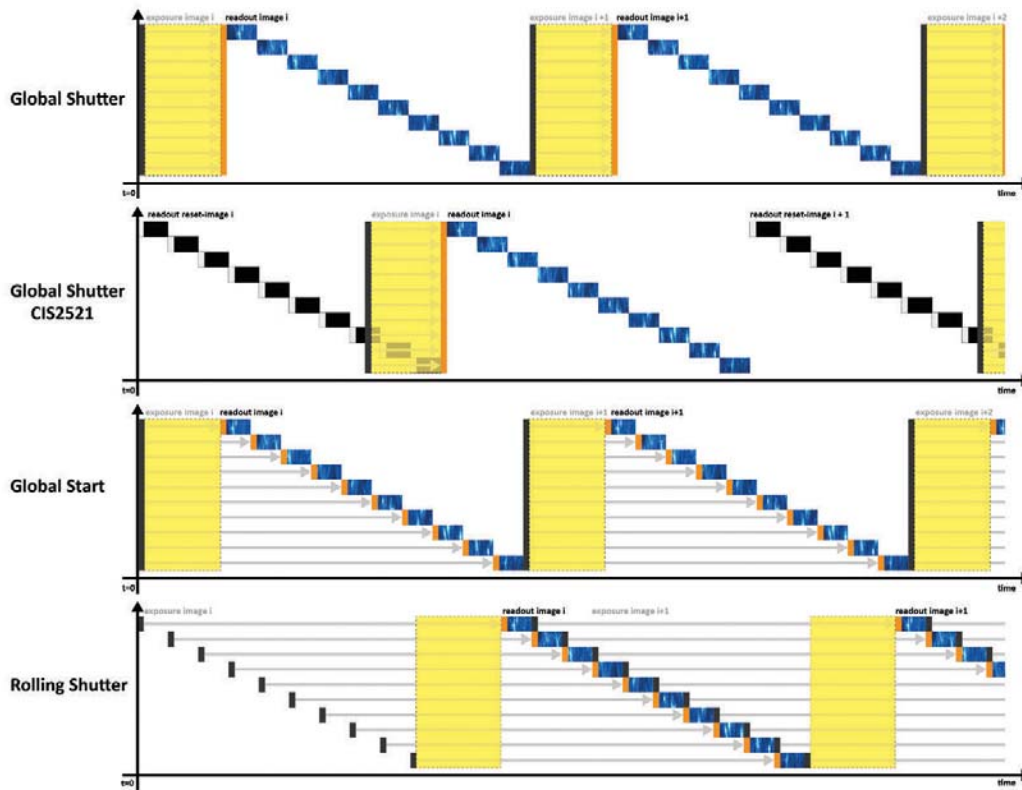 exposure image i
readout image i
exposure image i +1
readout image i+1
exposure image i +2
Global Shutter
t=0
time
readout reset-image i
exposure image i
readout image i
readout reset-image i + 1
Global Shutter
CIS2521
t=0
time
exposure image i
readout image i
exposure image i+1
readout image i+1
exposure image i+2
Global Start
t=0
time
exposure image i
readout image i
exposure image i+1
readout image i+1
Rolling Shutter
t=0
time